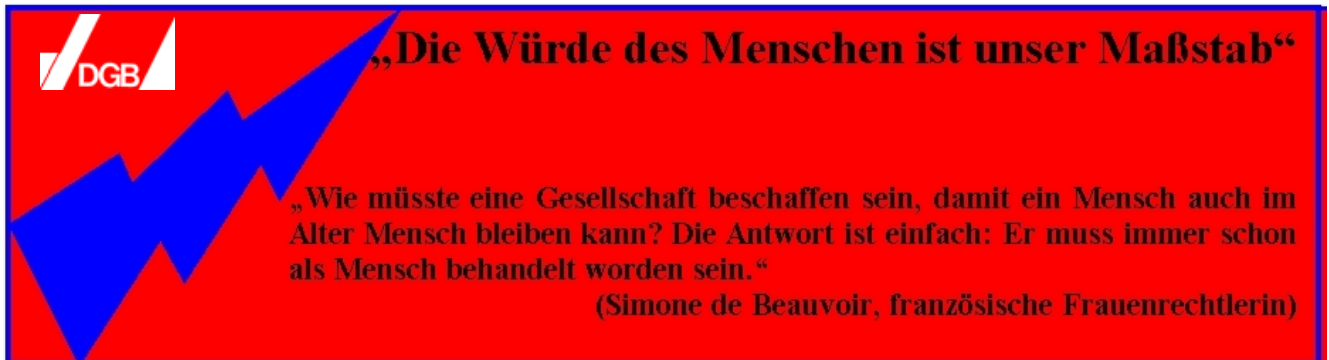 DGB
„Die Würde des Menschen ist unser Maßstab“
„Wie müsste eine Gesellschaft beschaffen sein, damit ein Mensch auch im
Alter Mensch bleiben kann? Die Antwort ist einfach: Er muss immer schon
als Mensch behandelt worden sein.“
(Simone de Beauvoir, französische Frauenrechtlerin)